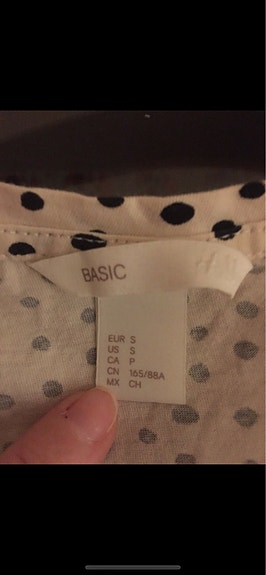 BASIC
H&M
EUR S
US S
CA P
CN 165/88A
MX CH